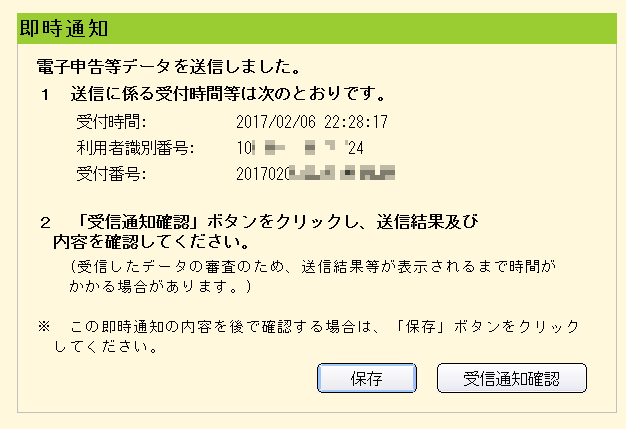 即時通知
電子申告等データを送信しました。
1 送信に係る受付時間等は次のとおりです。
受付時間: 2017/02/06 22:28:17
利用者識別番号: 10 24
受付番号: 201702
2 「受信通知確認」ボタンをクリックし、送信結果及び
内容を確認してください。
(受信したデータの審査のため、送信結果等が表示されるまで時間が
かかる場合があります。)
※ この即時通知の内容を後で確認する場合は、「保存」ボタンをクリック
してください。
保存 受信通知確認